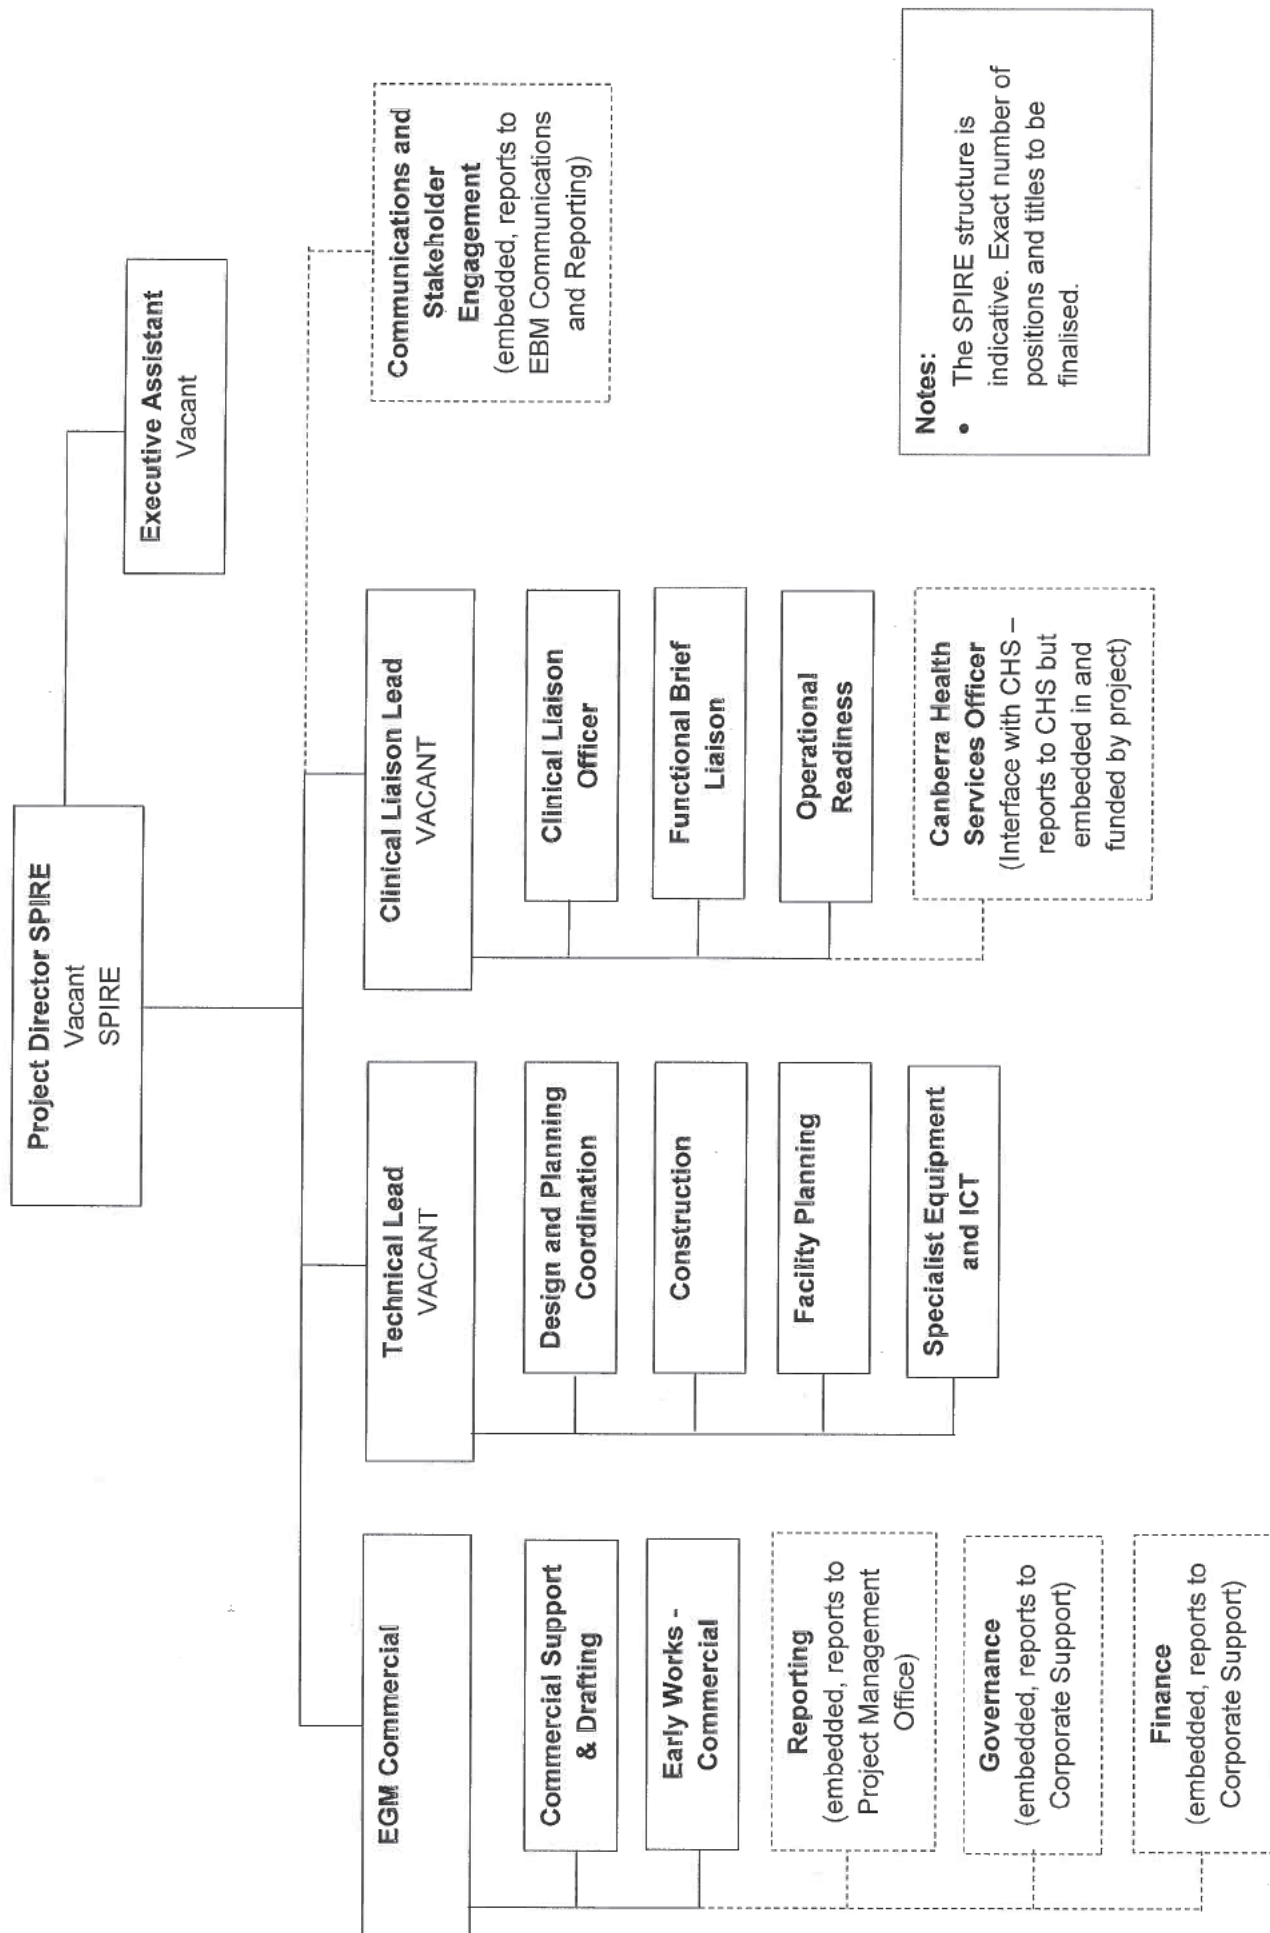 Project Director SPIRE
Vacant
SPIRE
Executive Assistant
Vacant
EGM Commercial
Technical Lead
VACANT
Clinical Liaison Lead
VACANT
Communications and
Stakeholder
Engagement
(embedded, reports to
EBM Communications
and Reporting)
Commercial Support
& Drafting
Early Works -
Commercial
Reporting
(embedded, reports to
Project Management
Office)
Governance
(embedded, reports to
Corporate Support)
Finance
(embedded, reports to
Corporate Support)
Design and Planning
Coordination
Construction
Facility Planning
Specialist Equipment
and ICT
Clinical Liaison
Officer
Functional Brief
Liaison
Operational
Readiness
Canberra Health
Services Officer
(Interface with CHS –
reports to CHS but
embedded in and
funded by project)
Notes:
• The SPIRE structure is
indicative. Exact number of
positions and titles to be
finalised.